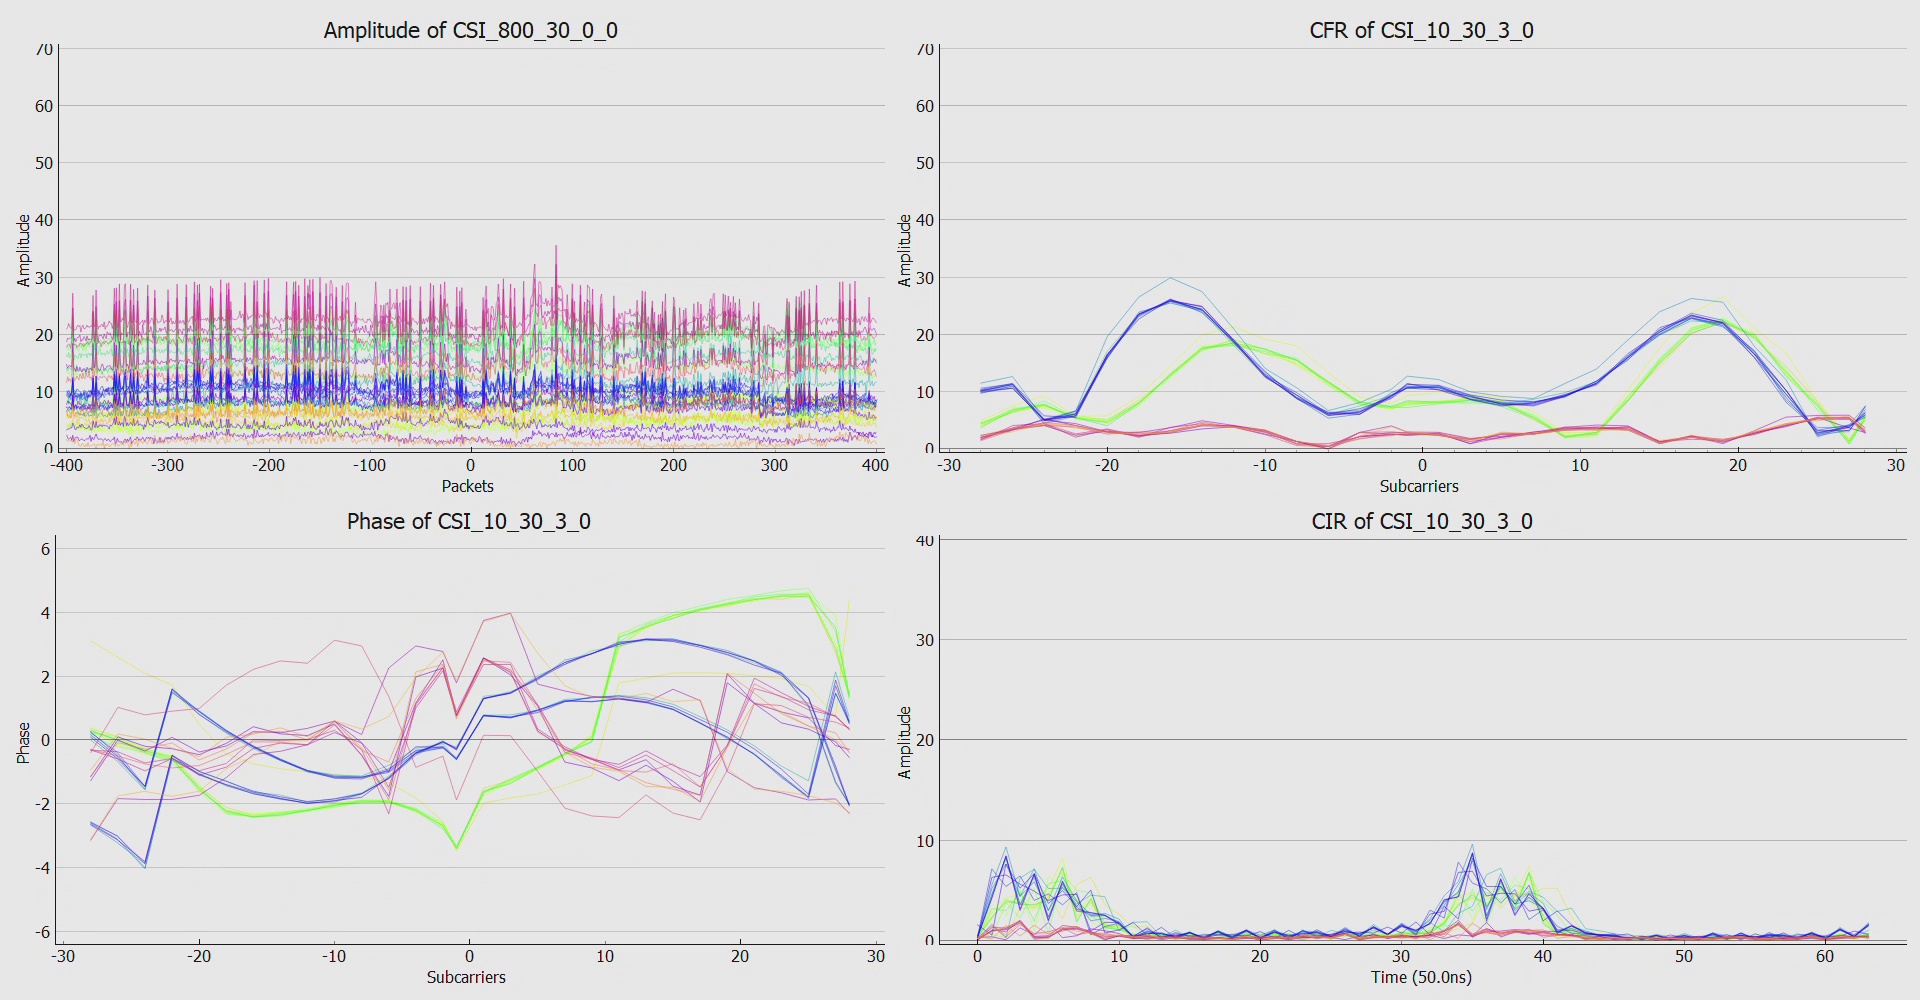 Amplitude of CSI_800_30_0_0
70
60
50
40
30
20
10
0
Amplitude
-400 -300 -200 -100 0 100 200 300 400
Packets
CFR of CSI_10_30_3_0
70
60
50
40
30
20
10
0
Amplitude
-30 -20 -10 0 10 20 30
Subcarriers
Phase of CSI_10_30_3_0
6
4
2
0
-2
-4
-6
Phase
-30 -20 -10 0 10 20 30
Subcarriers
CIR of CSI_10_30_3_0
40
30
20
10
0
Amplitude
0 10 20 30 40 50 60
Time (50.0ns)